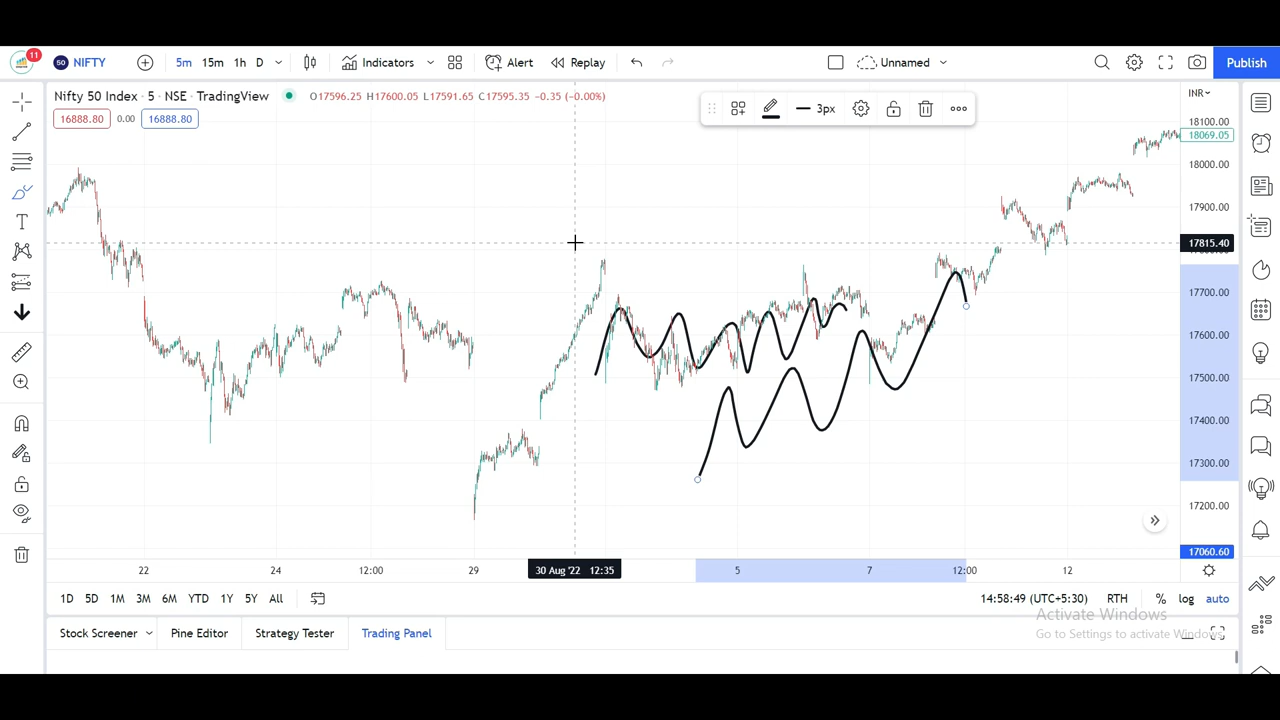 11
50 NIFTY 5m 15m 1h D Indicators Alert Replay Unnamed Publish
Nifty 50 Index · 5 · NSE · TradingView O17596.25 H17600.05 L17591.65 C17595.35 -0.35 (-0.00%)
16888.80 0.00 16888.80
3px
INR
18100.00
18069.05
18000.00
17900.00
17815.40
17700.00
17600.00
17500.00
17400.00
17300.00
17200.00
17060.60
22 24 12:00 29 30 Aug '22 12:35 5 7 12:00 12
1D 5D 1M 3M 6M YTD 1Y 5Y All 14:58:49 (UTC+5:30) RTH % log auto
Activate Windows
Go to Settings to activate Windows.
Stock Screener Pine Editor Strategy Tester Trading Panel